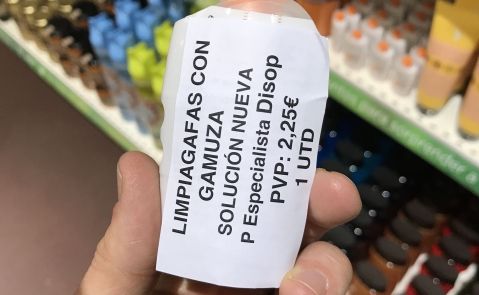 LIMPIAGAFAS CON
GAMUZA
SOLUCIÓN NUEVA
P Especialista Disop
PVP: 2,25€
1 UTD